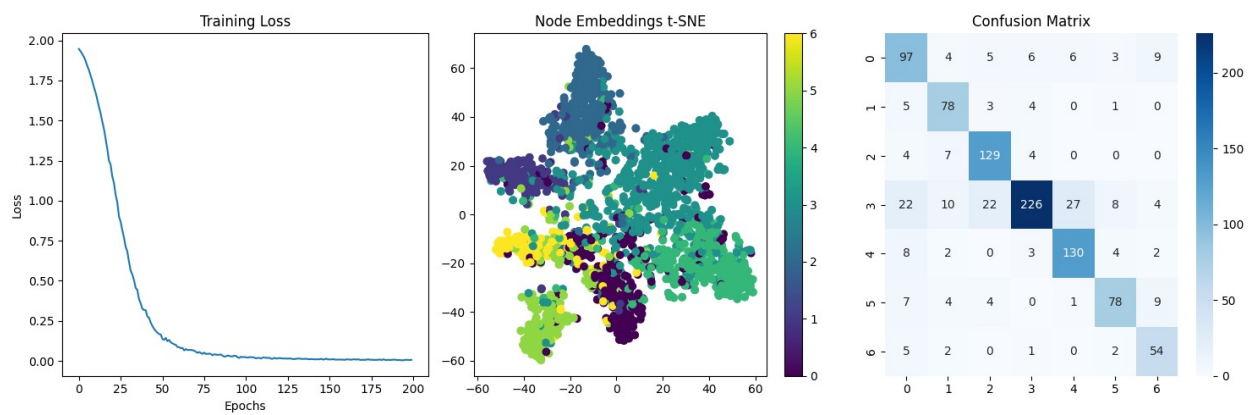 Training Loss
2.00
1.75
1.50
1.25
1.00
0.75
0.50
0.25
0.00
Loss
0 25 50 75 100 125 150 175 200
Epochs
Node Embeddings t-SNE
60
40
20
0
−20
−40
−60
−60 −40 −20 0 20 40 60
6
5
4
3
2
1
0
Confusion Matrix
0 97 4 5 6 6 3 9
1 5 78 3 4 0 1 0
2 4 7 129 4 0 0 0
3 22 10 22 226 27 8 4
4 8 2 0 3 130 4 2
5 7 4 4 0 1 78 9
6 5 2 0 1 0 2 54
0 1 2 3 4 5 6
200
150
100
50
0